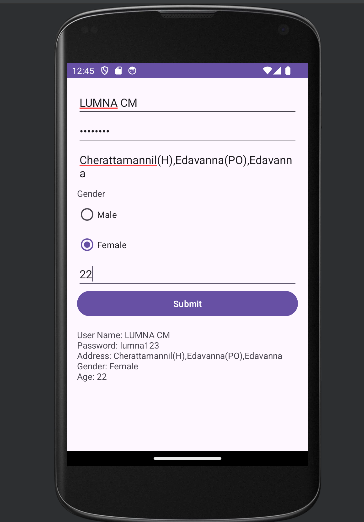 12:45
LUMNA CM
••••••••
Cherattamannil(H),Edavanna(PO),Edavann
a
Gender
Male
Female
22
Submit
User Name: LUMNA CM
Password: lumna123
Address: Cherattamannil(H),Edavanna(PO),Edavanna
Gender: Female
Age: 22